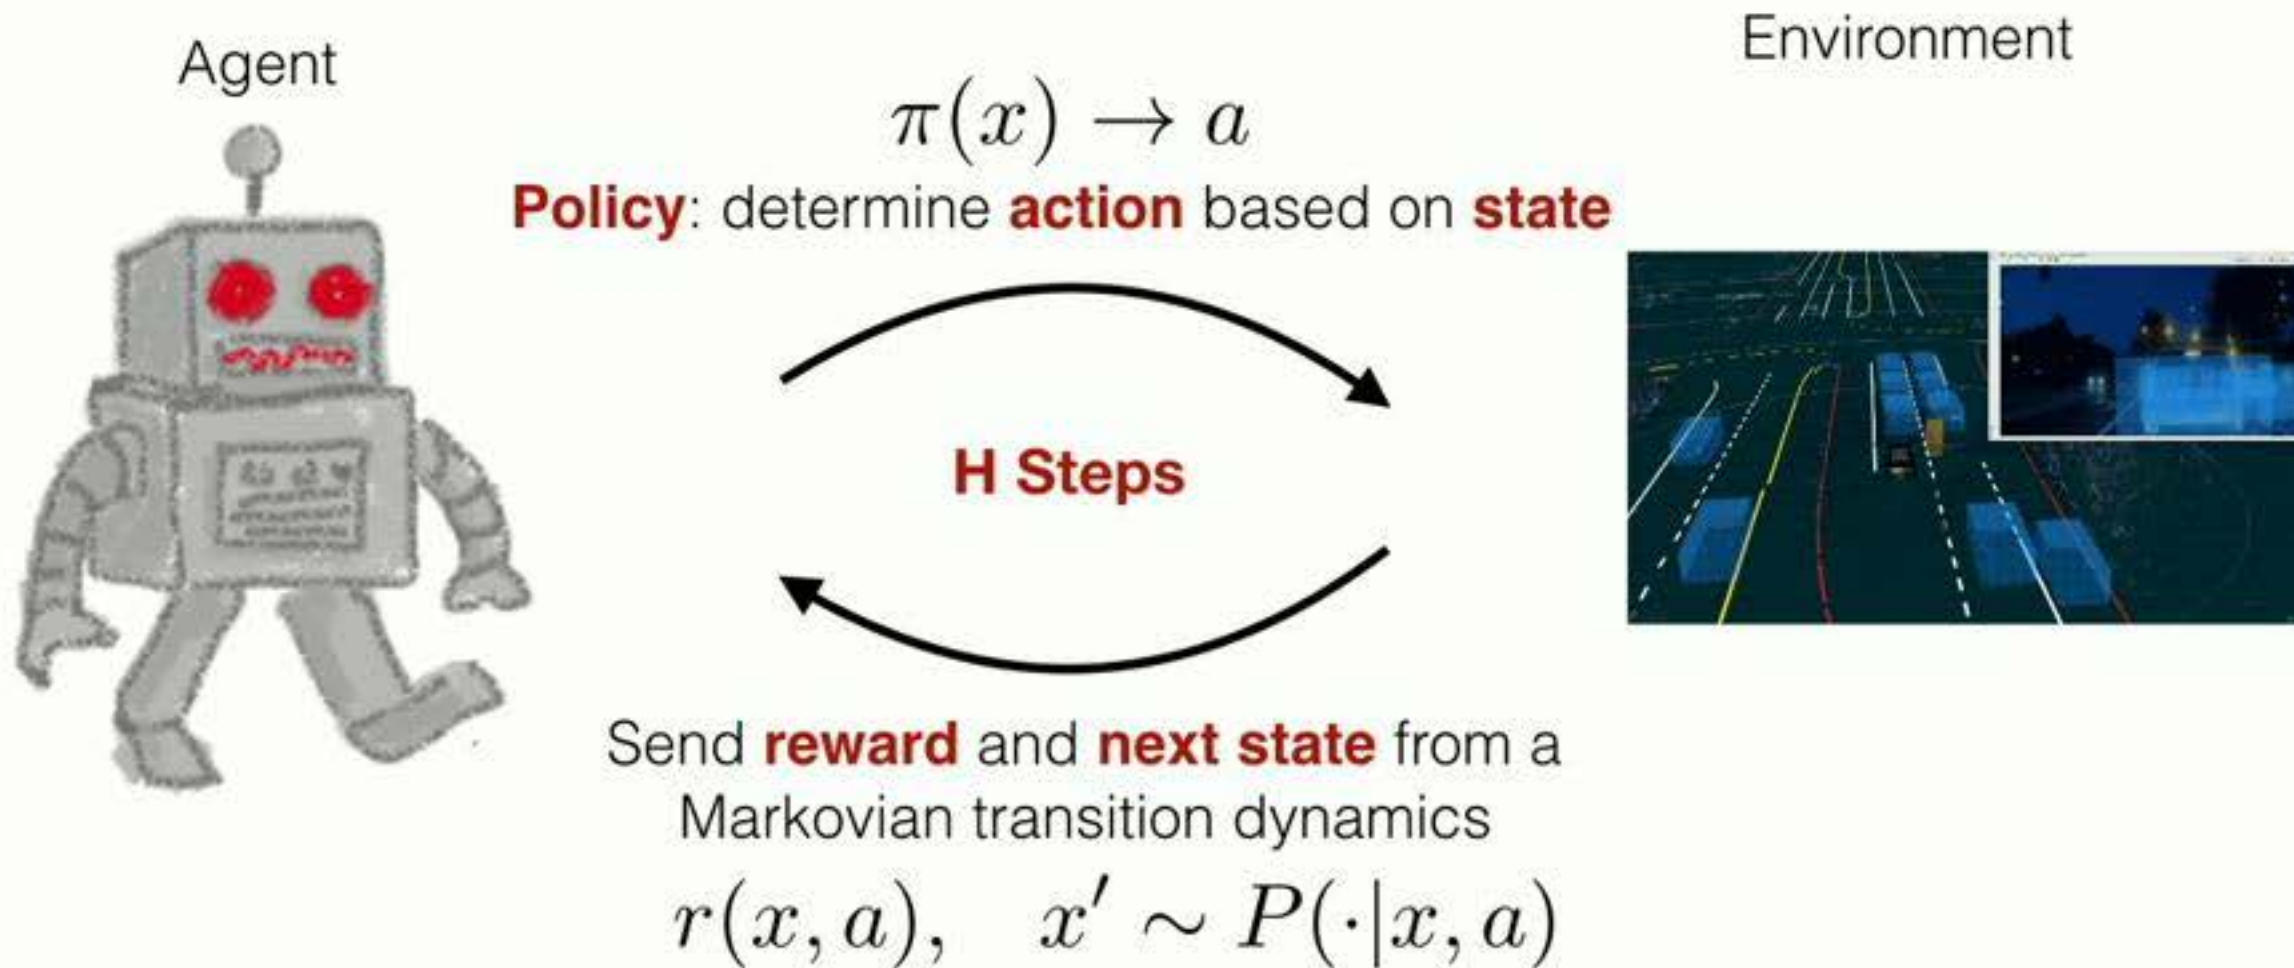 Agent
Environment
π(x) → a
Policy: determine action based on state
H Steps
Send reward and next state from a
Markovian transition dynamics
r(x, a), x′ ∼ P(·|x, a)